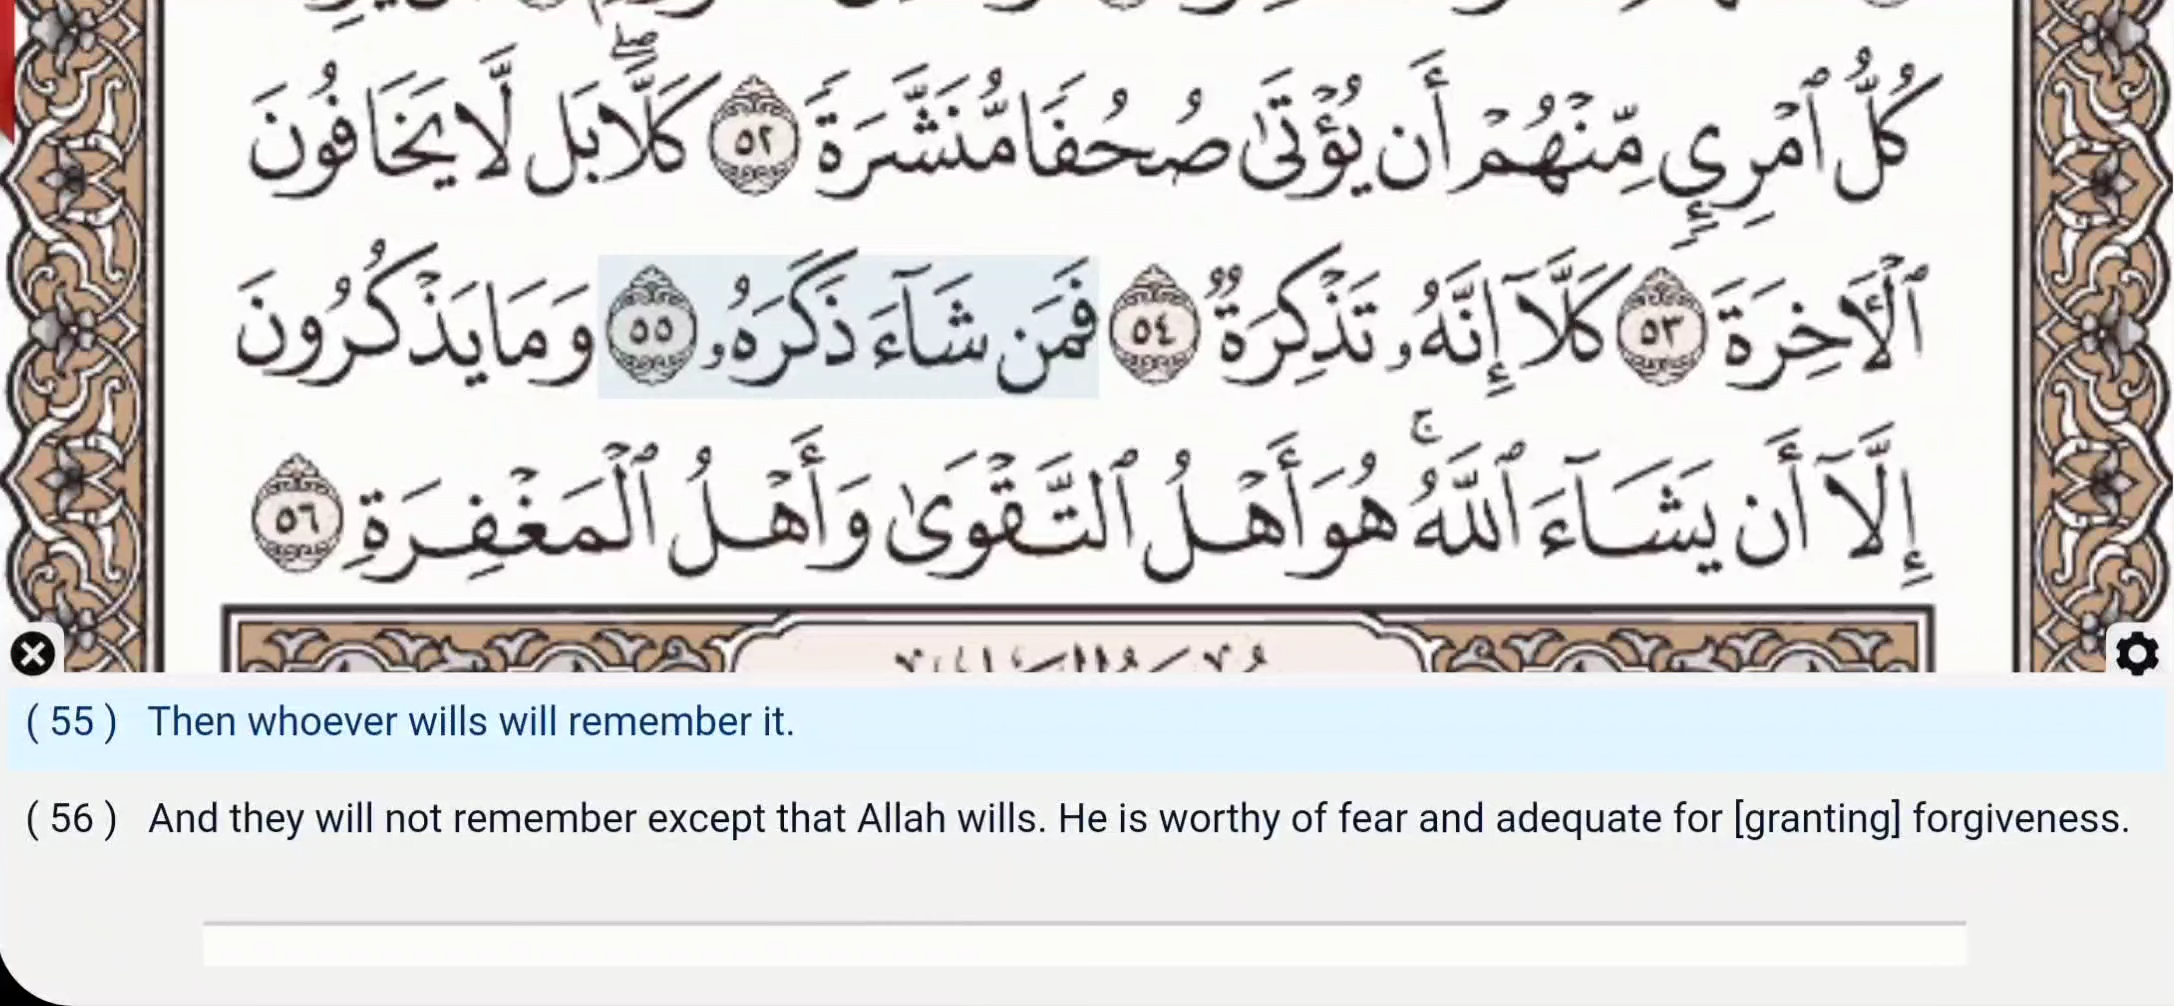 كُلُّ ٱمْرِئٍ مِّنْهُمْ أَن يُؤْتَىٰ صُحُفًا مُّنَشَّرَةً ٥٢ كَلَّاۖ بَل لَّا يَخَافُونَ
ٱلْأَخِرَةَ ٥٣ كَلَّآ إِنَّهُۥ تَذْكِرَةٌ ٥٤ فَمَن شَآءَ ذَكَرَهُۥ ٥٥ وَمَا يَذْكُرُونَ
إِلَّآ أَن يَشَآءَ ٱللَّهُۚ هُوَ أَهْلُ ٱلتَّقْوَىٰ وَأَهْلُ ٱلْمَغْفِرَةِ ٥٦
( 55 ) Then whoever wills will remember it.
( 56 ) And they will not remember except that Allah wills. He is worthy of fear and adequate for [granting] forgiveness.